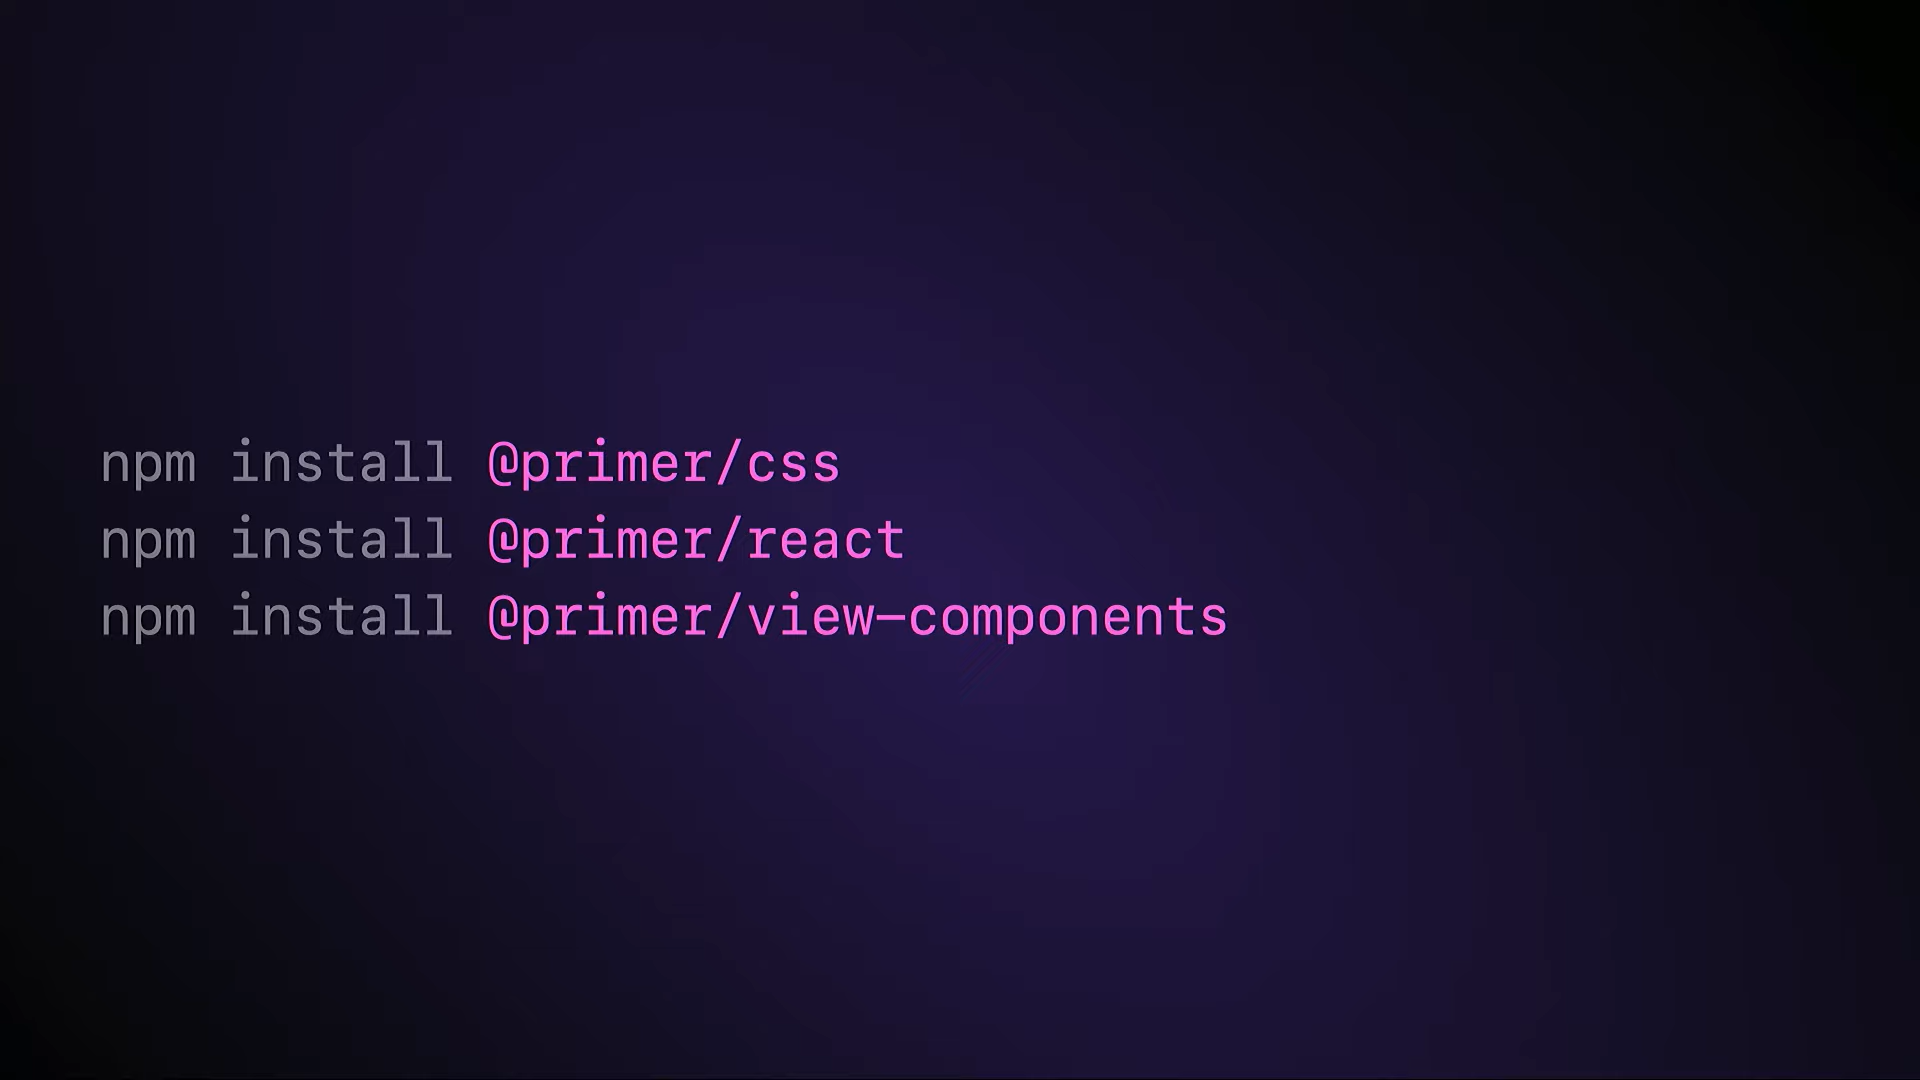 npm install @primer/css
npm install @primer/react
npm install @primer/view-components